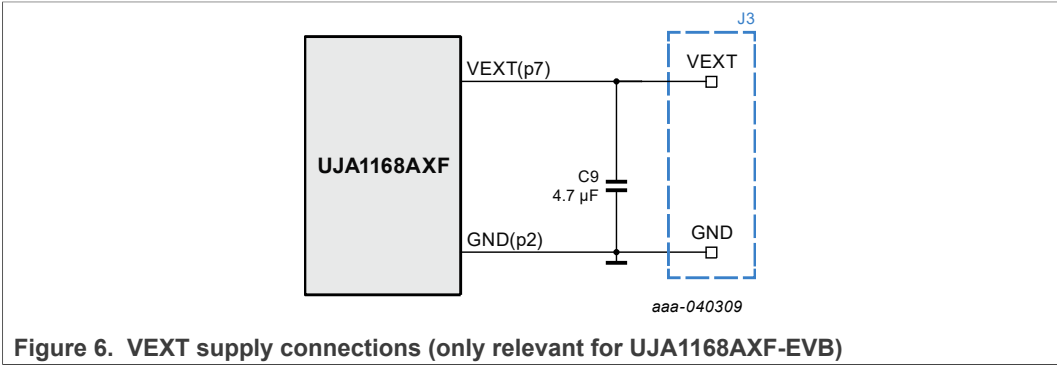 J3
VEXT(p7)
VEXT
UJA1168AXF
C9
4.7 µF
GND(p2)
GND
aaa-040309
Figure 6. VEXT supply connections (only relevant for UJA1168AXF-EVB)